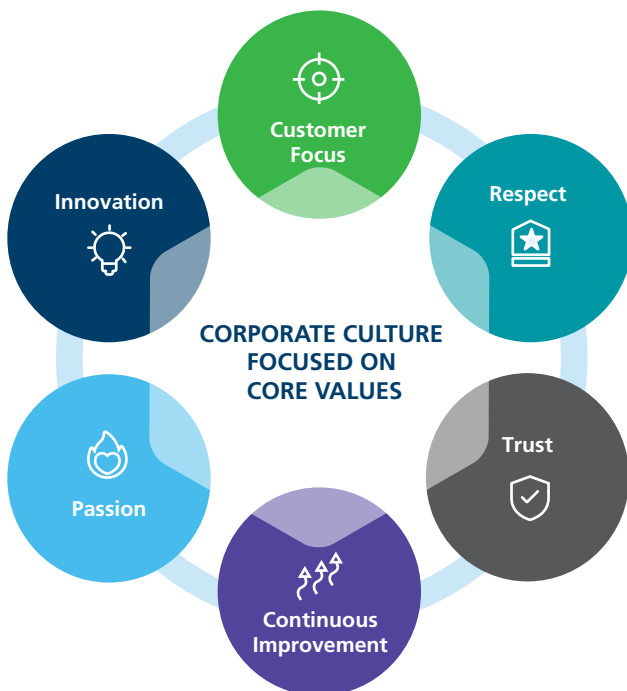 Customer
Focus
Innovation
Respect
CORPORATE CULTURE
FOCUSED ON
CORE VALUES
Trust
Passion
Continuous
Improvement